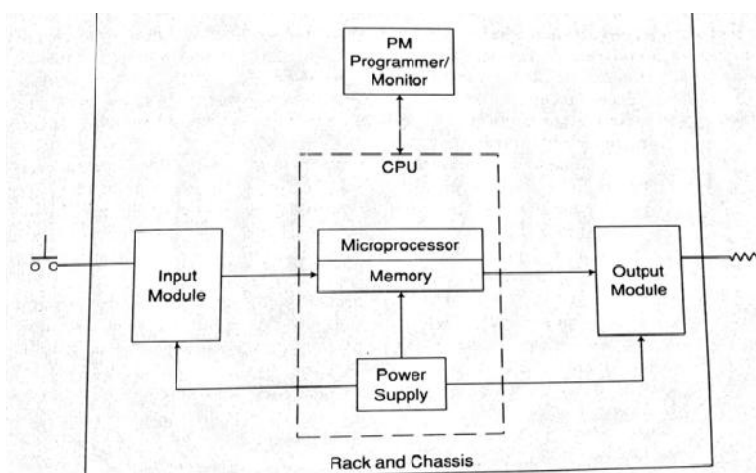 PM
Programmer/
Monitor
CPU
Microprocessor
Memory
Input
Module
Output
Module
Power
Supply
Rack and Chassis